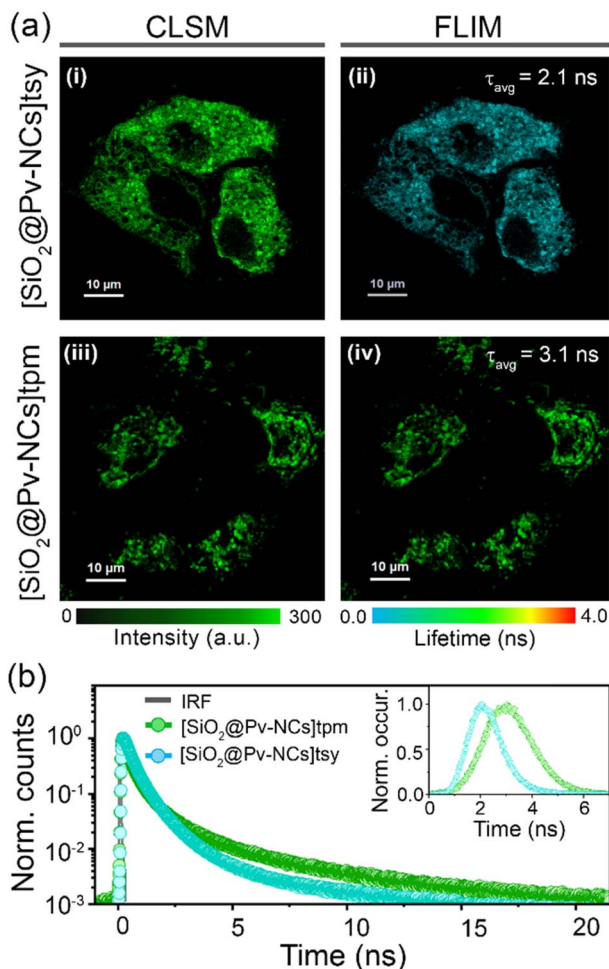 (a)
CLSM
FLIM
[SiO₂@Pv-NCs]tsy
(i)
10 µm
(ii)
τavg = 2.1 ns
10 µm
[SiO₂@Pv-NCs]tpm
(iii)
10 µm
(iv)
τavg = 3.1 ns
10 µm
0 300
Intensity (a.u.)
0.0 4.0
Lifetime (ns)
(b)
Norm. counts
10⁰
10⁻¹
10⁻²
10⁻³
IRF
[SiO₂@Pv-NCs]tpm
[SiO₂@Pv-NCs]tsy
Norm. occur.
1.0
0.5
0.0
0 2 4 6
Time (ns)
0 5 10 15 20
Time (ns)